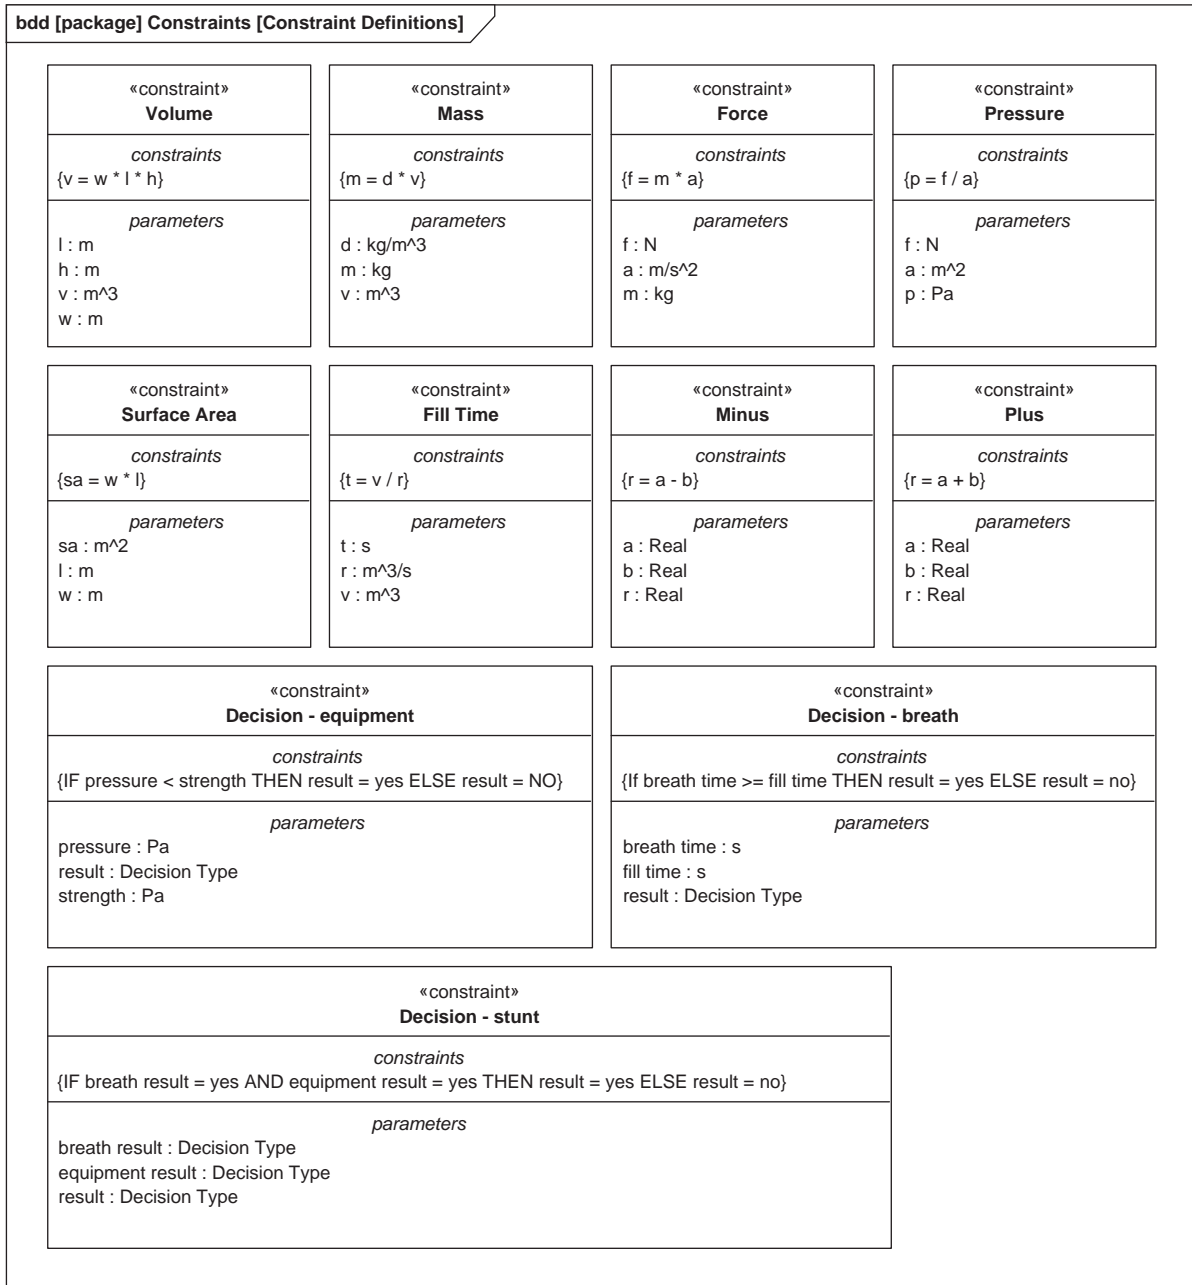 bdd [package] Constraints [Constraint Definitions]
«constraint»
Volume
constraints
{v = w * l * h}
parameters
l : m
h : m
v : m^3
w : m
«constraint»
Mass
constraints
{m = d * v}
parameters
d : kg/m^3
m : kg
v : m^3
«constraint»
Force
constraints
{f = m * a}
parameters
f : N
a : m/s^2
m : kg
«constraint»
Pressure
constraints
{p = f / a}
parameters
f : N
a : m^2
p : Pa
«constraint»
Surface Area
constraints
{sa = w * l}
parameters
sa : m^2
l : m
w : m
«constraint»
Fill Time
constraints
{t = v / r}
parameters
t : s
r : m^3/s
v : m^3
«constraint»
Minus
constraints
{r = a - b}
parameters
a : Real
b : Real
r : Real
«constraint»
Plus
constraints
{r = a + b}
parameters
a : Real
b : Real
r : Real
«constraint»
Decision - equipment
constraints
{IF pressure < strength THEN result = yes ELSE result = NO}
parameters
pressure : Pa
result : Decision Type
strength : Pa
«constraint»
Decision - breath
constraints
{If breath time >= fill time THEN result = yes ELSE result = no}
parameters
breath time : s
fill time : s
result : Decision Type
«constraint»
Decision - stunt
constraints
{IF breath result = yes AND equipment result = yes THEN result = yes ELSE result = no}
parameters
breath result : Decision Type
equipment result : Decision Type
result : Decision Type